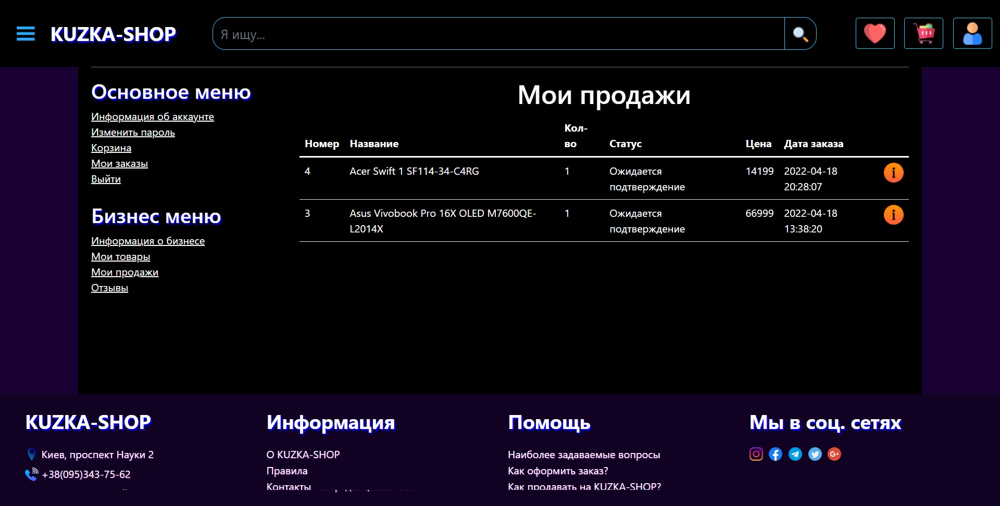 KUZKA-SHOP
Я ищу...
Основное меню
Информация об аккаунте
Изменить пароль
Корзина
Мои заказы
Выйти
Бизнес меню
Информация о бизнесе
Мои товары
Мои продажи
Отзывы
Мои продажи
Номер Название Кол-
во Статус Цена Дата заказа
4 Acer Swift 1 SF114-34-C4RG 1 Ожидается 14199 2022-04-18
подтверждение 20:28:07
3 Asus Vivobook Pro 16X OLED M7600QE- 1 Ожидается 66999 2022-04-18
L2014X подтверждение 13:38:20
KUZKA-SHOP
Киев, проспект Науки 2
+38(095)343-75-62
Информация
О KUZKA-SHOP
Правила
Контакты
Помощь
Наиболее задаваемые вопросы
Как оформить заказ?
Как продавать на KUZKA-SHOP?
Мы в соц. сетях